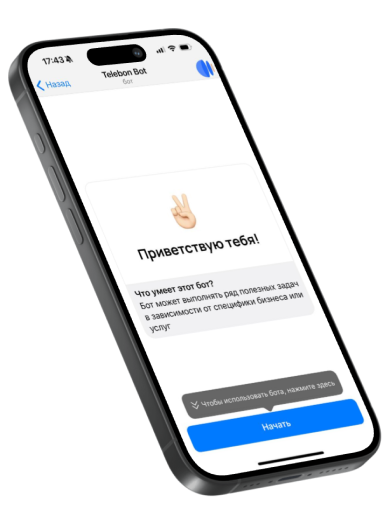 17:43
Назад
Telebon Bot
бот
Приветствую тебя!
Что умеет этот бот?
Бот может выполнять ряд полезных задач
в зависимости от специфики бизнеса или
услуг
Чтобы использовать бота, нажмите здесь
Начать